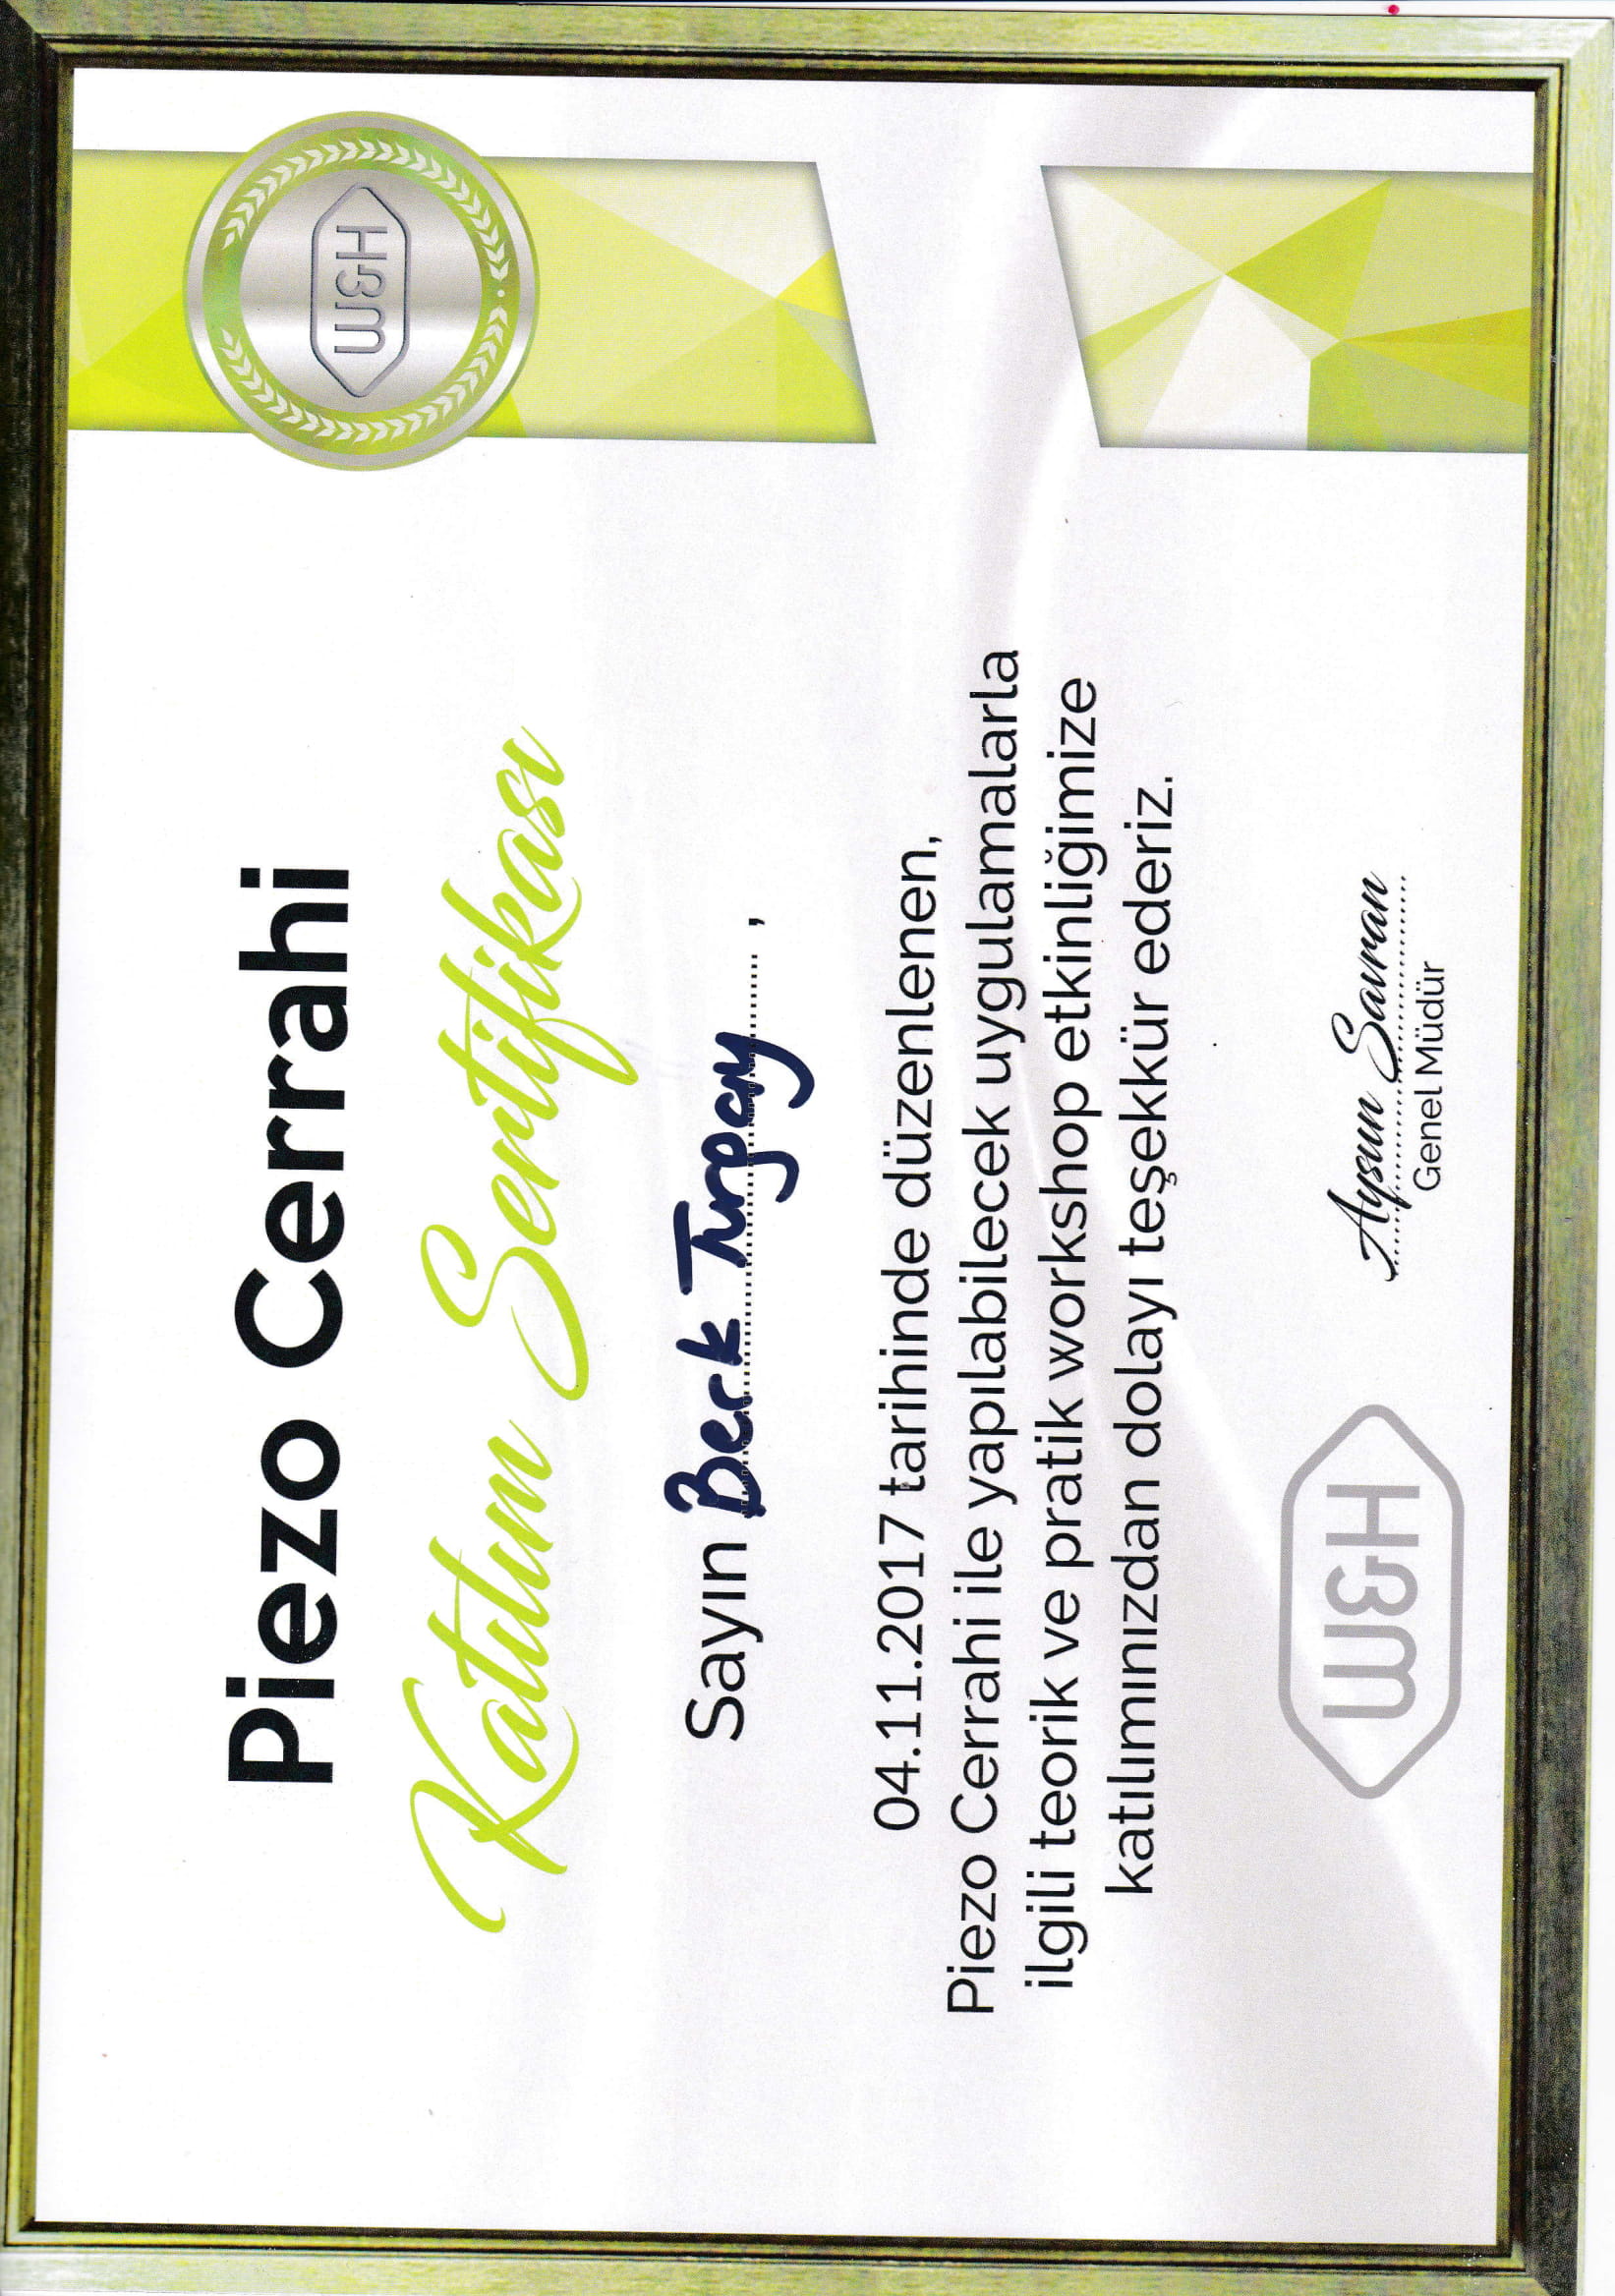 W&H
Piezo Cerrahi
Katılım Sertifikası
Sayın Berk Turgay ,
04.11.2017 tarihinde düzenlenen,
Piezo Cerrahi ile yapılabilecek uygulamalarla
ilgili teorik ve pratik workshop etkinliğimize
katılımınızdan dolayı teşekkür ederiz.
W&H
Aysun Savran
Genel Müdür